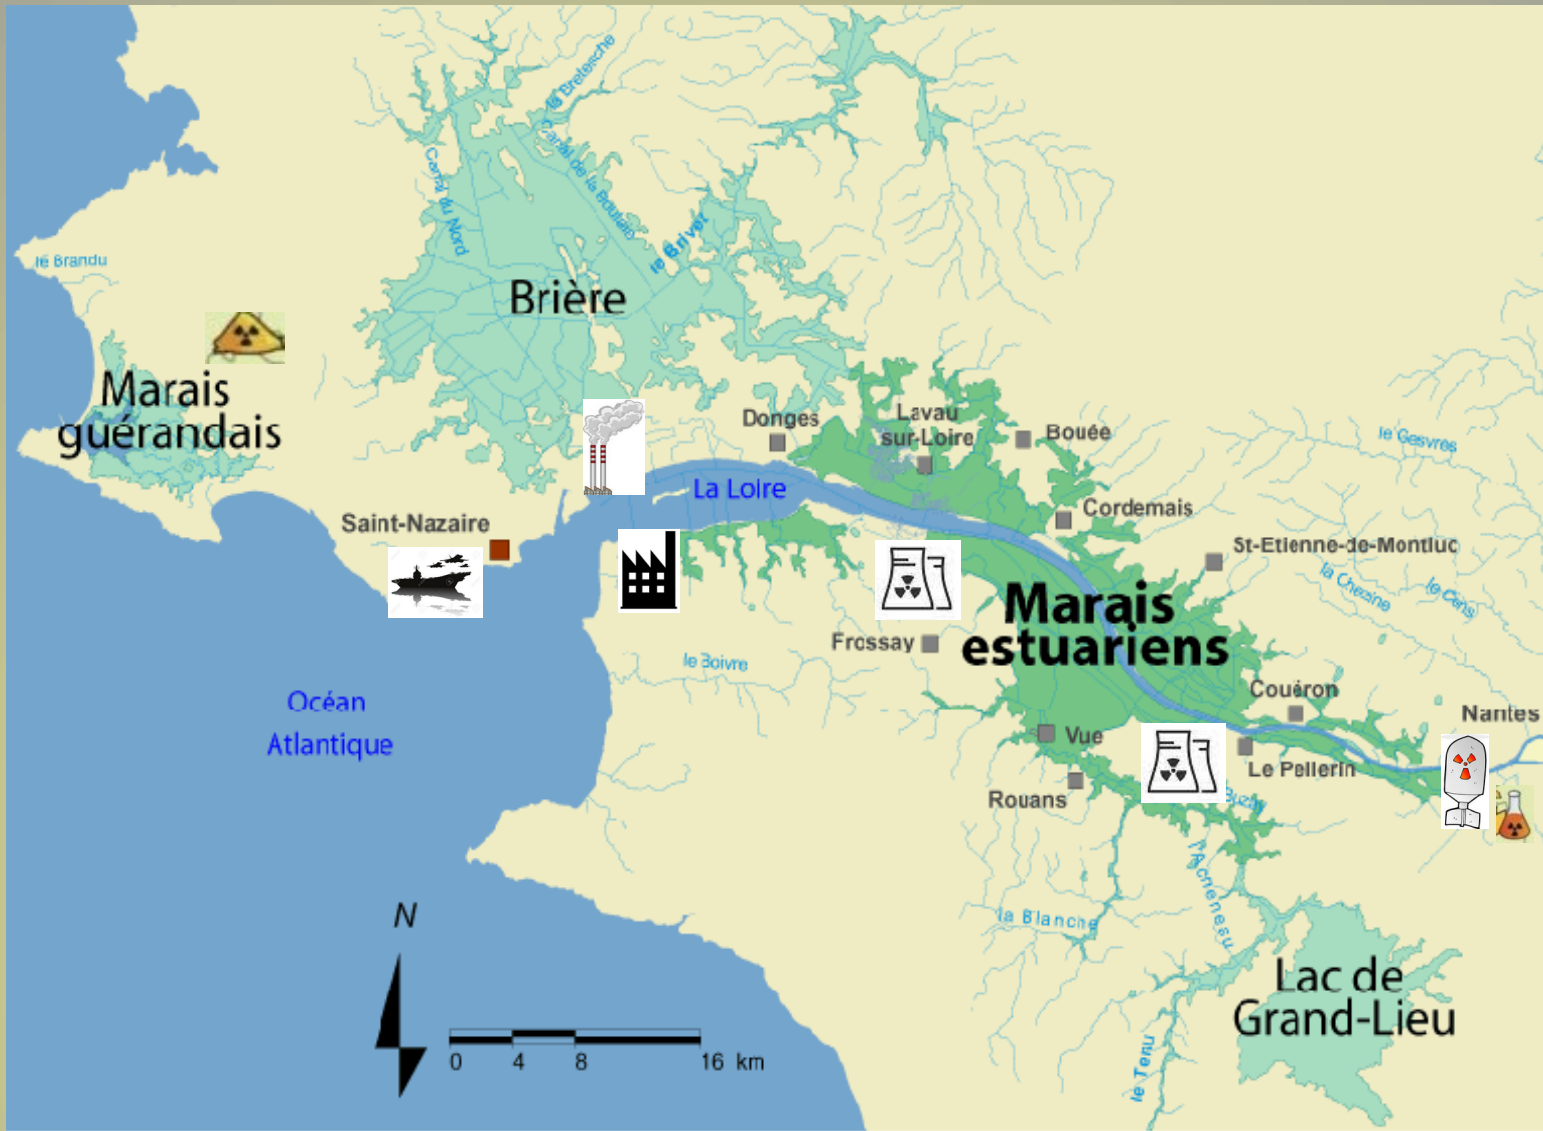 la Bretesche
Canal de la Boulaie
Canal du Nord
le Brivet
le Brandu
Brière
Marais
guérandais
Donges
Lavau
sur-Loire
Bouée
le Gesvres
La Loire
Cordemais
Saint-Nazaire
St-Etienne-de-Montluc
la Chezine
le Cens
Marais
estuariens
Frossay
le Boivre
Océan
Atlantique
Couëron
Nantes
Vue
Le Pellerin
Rouans
l'Acheneau
la Blanche
N
Lac de
Grand-Lieu
le Tenu
0 4 8 16 km